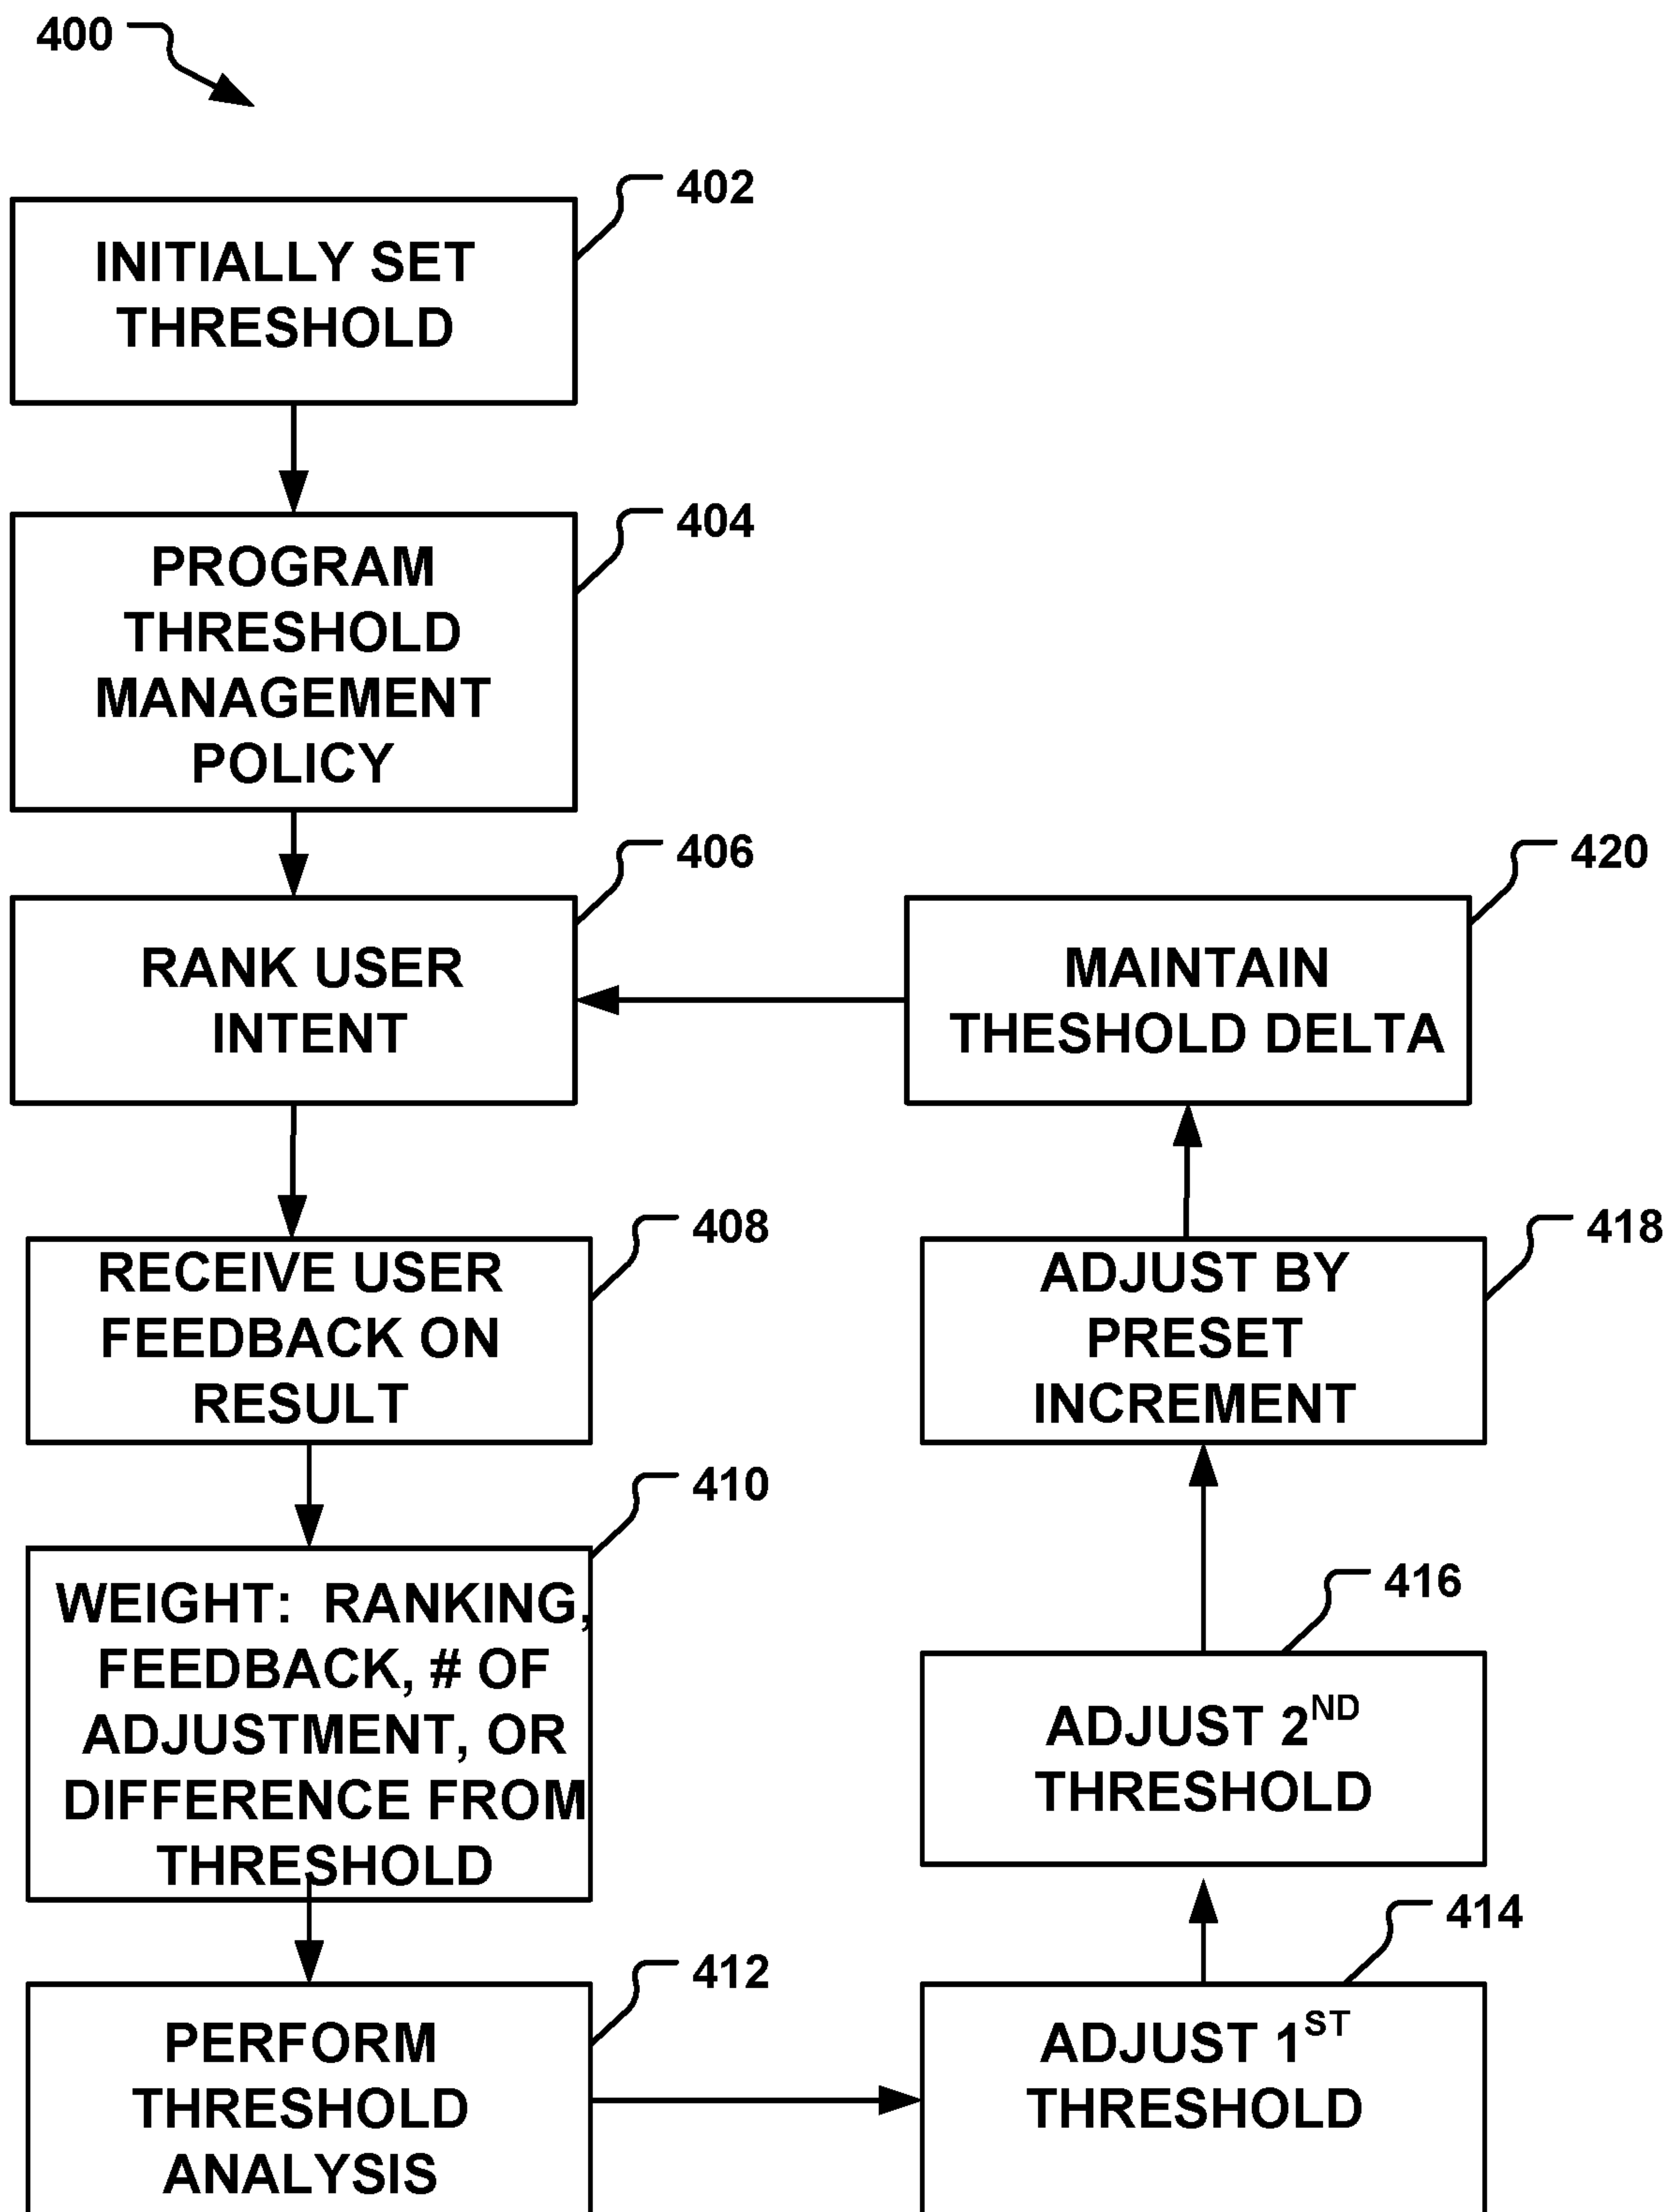 400
402
INITIALLY SET
THRESHOLD
404
PROGRAM
THRESHOLD
MANAGEMENT
POLICY
406
RANK USER
INTENT
420
MAINTAIN
THESHOLD DELTA
408
RECEIVE USER
FEEDBACK ON
RESULT
418
ADJUST BY
PRESET
INCREMENT
410
WEIGHT: RANKING,
FEEDBACK, # OF
ADJUSTMENT, OR
DIFFERENCE FROM
THRESHOLD
416
ADJUST 2ND
THRESHOLD
412
PERFORM
THRESHOLD
ANALYSIS
414
ADJUST 1ST
THRESHOLD